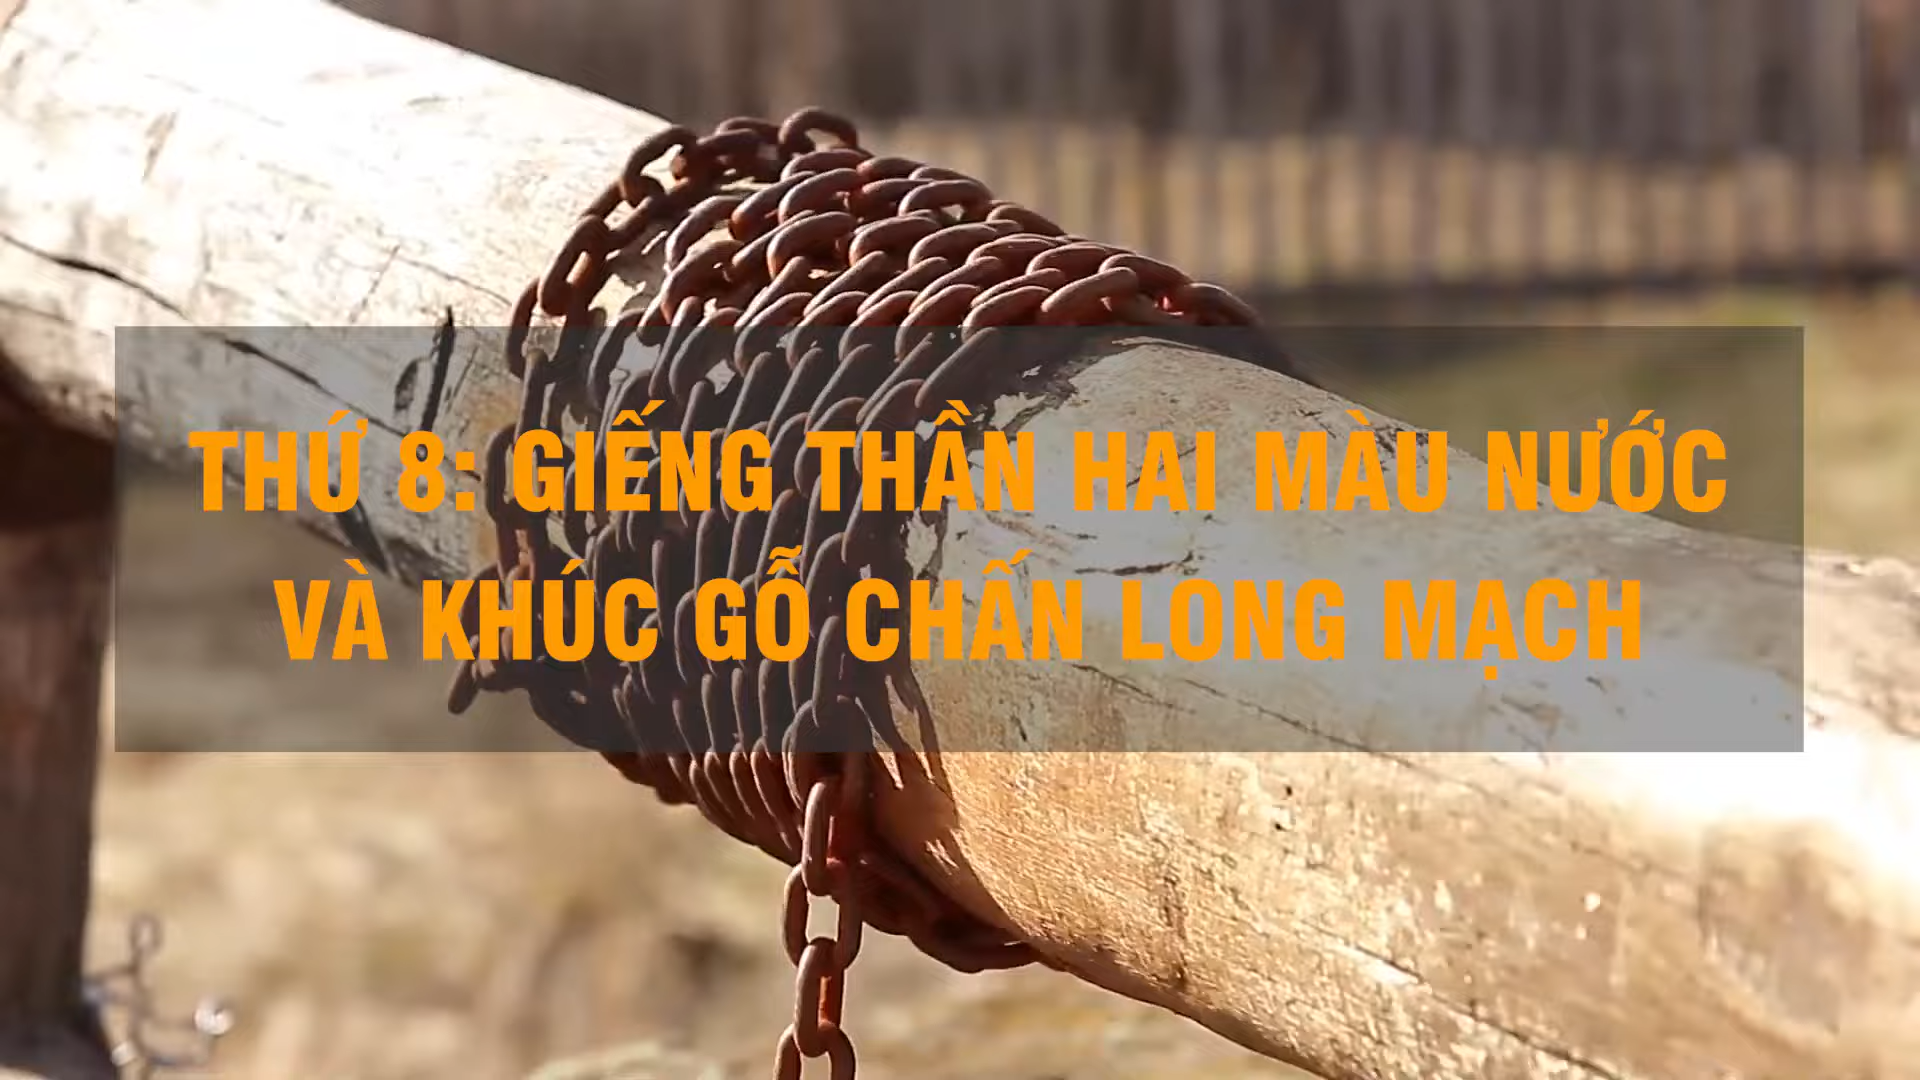 THỨ 8: GIẾNG THẦN HAI MÀU NƯỚC
VÀ KHÚC GỖ CHẤN LONG MẠCH